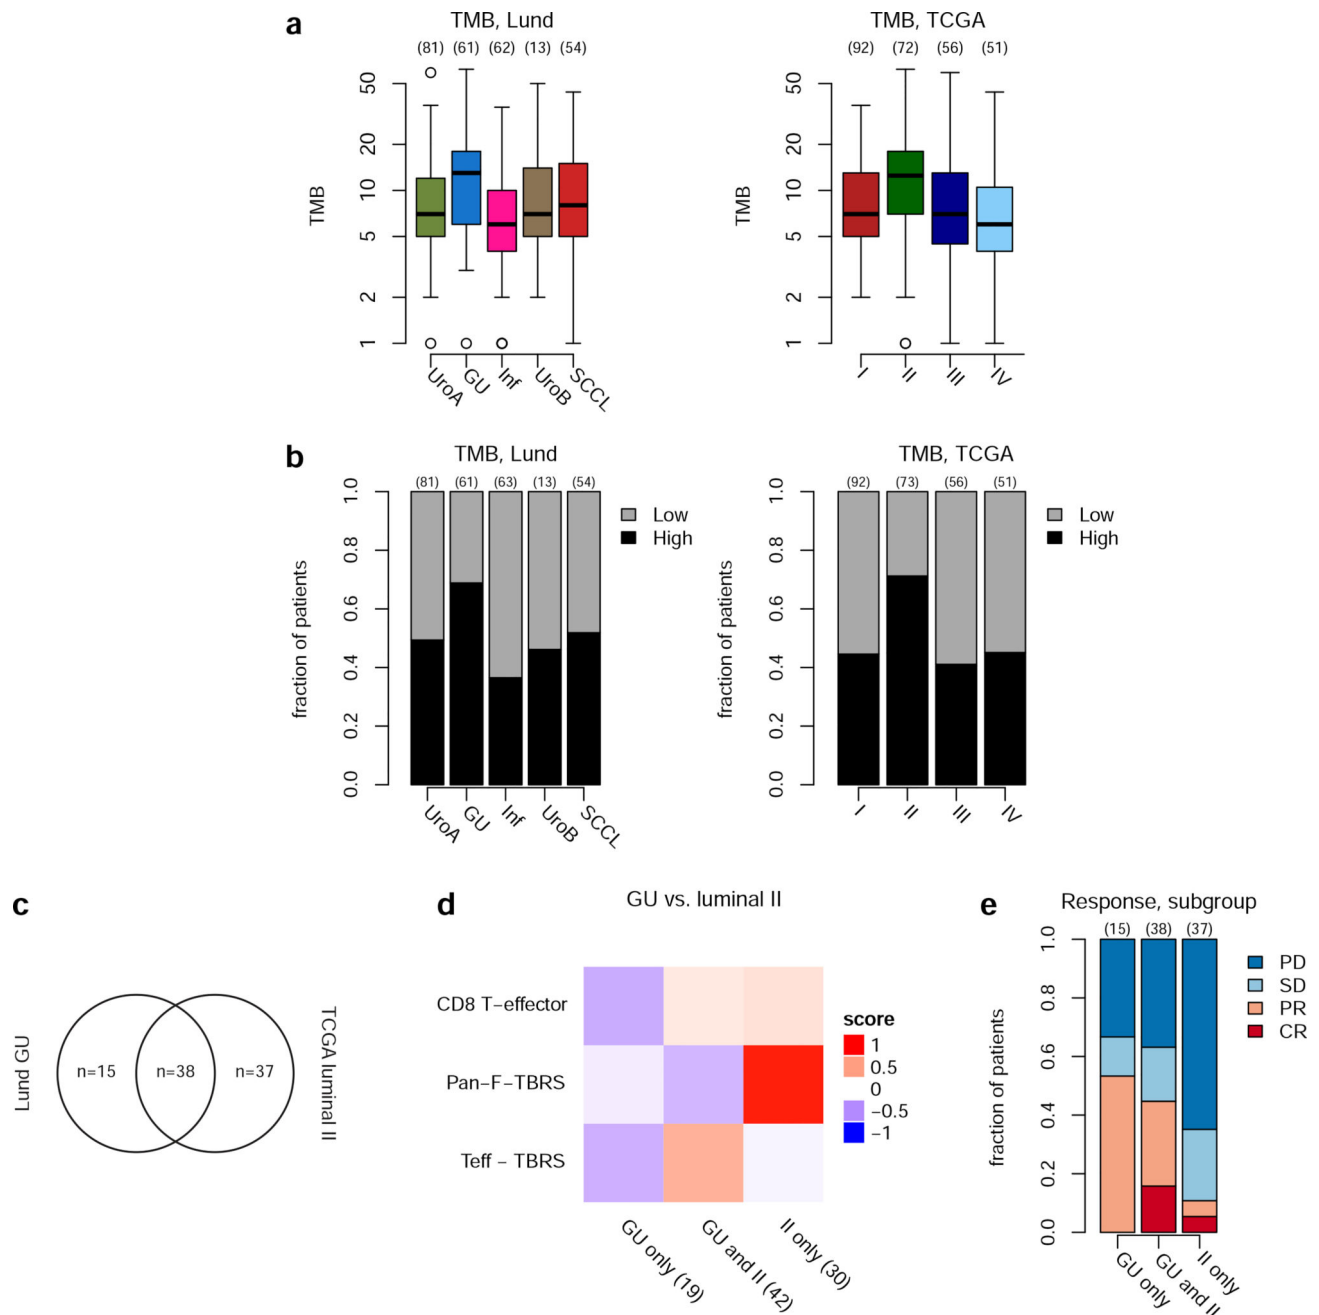 a
TMB, Lund
(81) (61) (62) (13) (54)
TMB
50
20
10
5
2
1
UroA GU Inf UroB SCCL
TMB, TCGA
(92) (72) (56) (51)
TMB
50
20
10
5
2
1
I II III IV
b
TMB, Lund
(81) (61) (63) (13) (54)
fraction of patients
1.0
0.8
0.6
0.4
0.2
0.0
UroA GU Inf UroB SCCL
Low
High
TMB, TCGA
(92) (73) (56) (51)
fraction of patients
1.0
0.8
0.6
0.4
0.2
0.0
I II III IV
Low
High
c
Lund GU
n=15 n=38 n=37
TCGA luminal II
d
GU vs. luminal II
CD8 T−effector
Pan−F−TBRS
Teff − TBRS
GU only (19) GU and II (42) II only (30)
score
1
0.5
0
−0.5
−1
e
Response, subgroup
(15) (38) (37)
fraction of patients
1.0
0.8
0.6
0.4
0.2
0.0
GU only GU and II II only
PD
SD
PR
CR